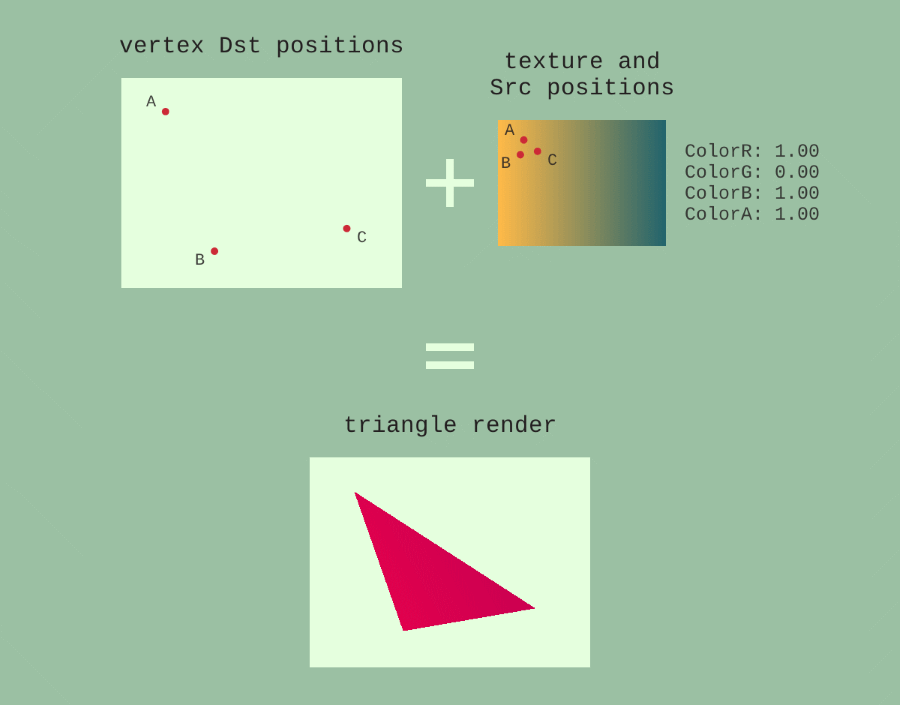 vertex Dst positions
A
B
C
texture and
Src positions
A
B
C
ColorR: 1.00
ColorG: 0.00
ColorB: 1.00
ColorA: 1.00
triangle render